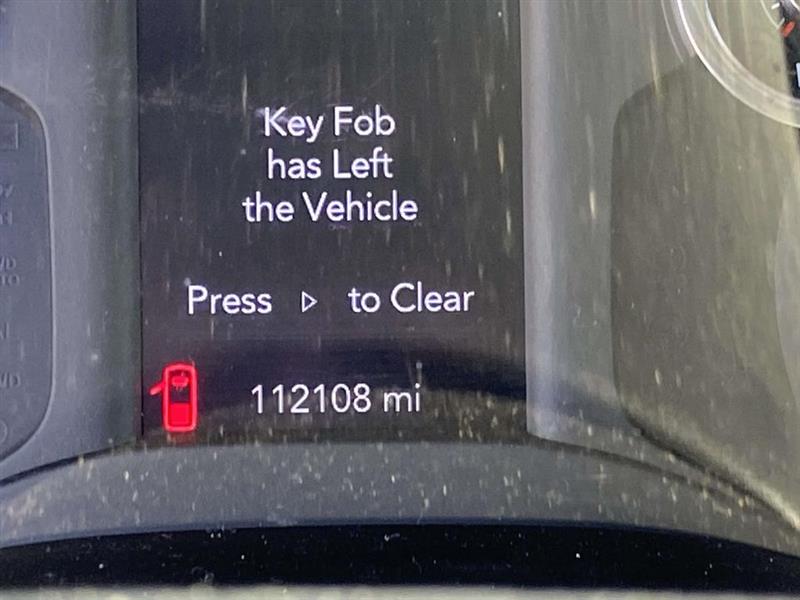 Key Fob
has Left
the Vehicle
Press ▷ to Clear
112108 mi